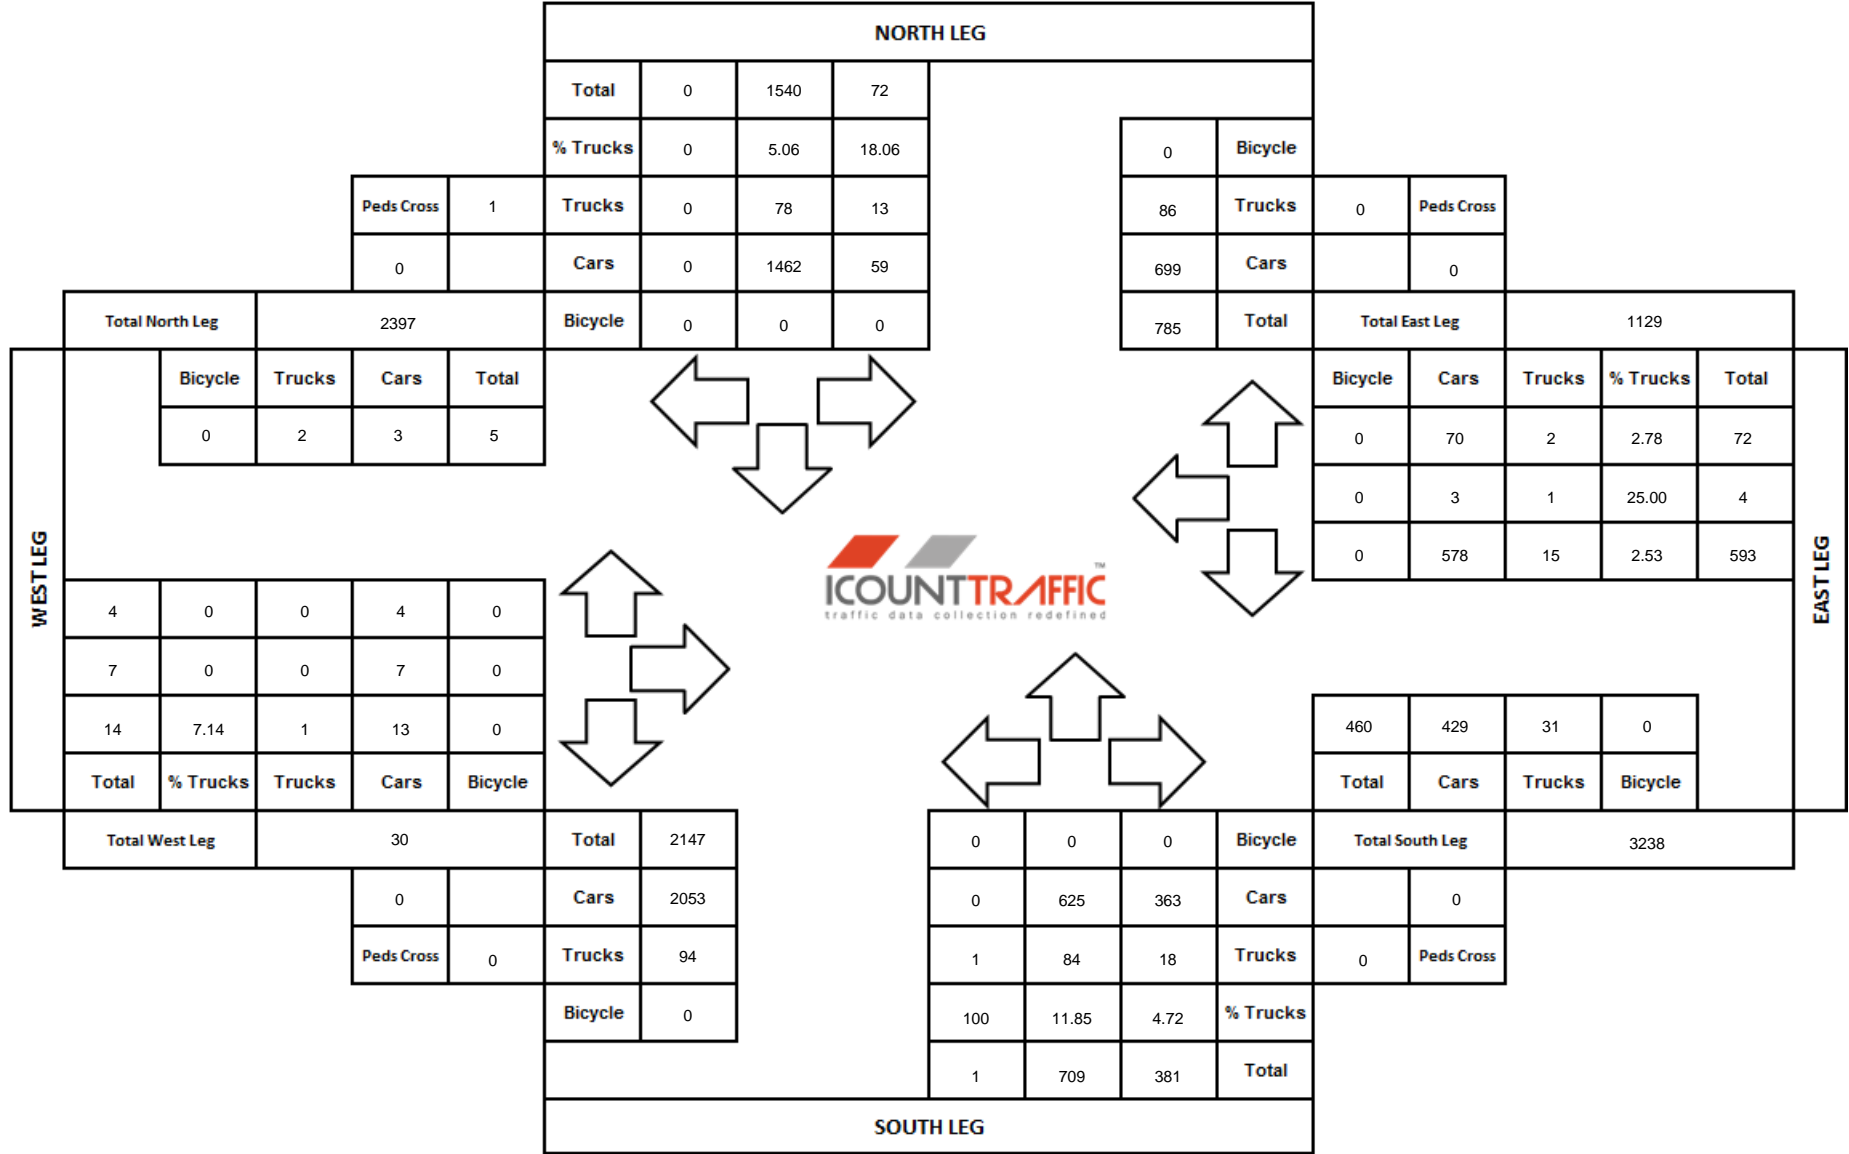 NORTH LEG
Total 0 1540 72
% Trucks 0 5.06 18.06 0 Bicycle
Peds Cross 1 Trucks 0 78 13 86 Trucks 0 Peds Cross
0 Cars 0 1462 59 699 Cars 0
Total North Leg 2397 Bicycle 0 0 0 785 Total Total East Leg 1129
Bicycle Trucks Cars Total Bicycle Cars Trucks % Trucks Total
0 2 3 5 0 70 2 2.78 72
0 3 1 25.00 4
0 578 15 2.53 593
WEST LEG
EAST LEG
ICOUNTTRAFFIC™
traffic data collection redefined
4 0 0 4 0
7 0 0 7 0
14 7.14 1 13 0 460 429 31 0
Total % Trucks Trucks Cars Bicycle Total Cars Trucks Bicycle
Total West Leg 30 Total 2147 0 0 0 Bicycle Total South Leg 3238
0 Cars 2053 0 625 363 Cars 0
Peds Cross 0 Trucks 94 1 84 18 Trucks 0 Peds Cross
Bicycle 0 100 11.85 4.72 % Trucks
1 709 381 Total
SOUTH LEG